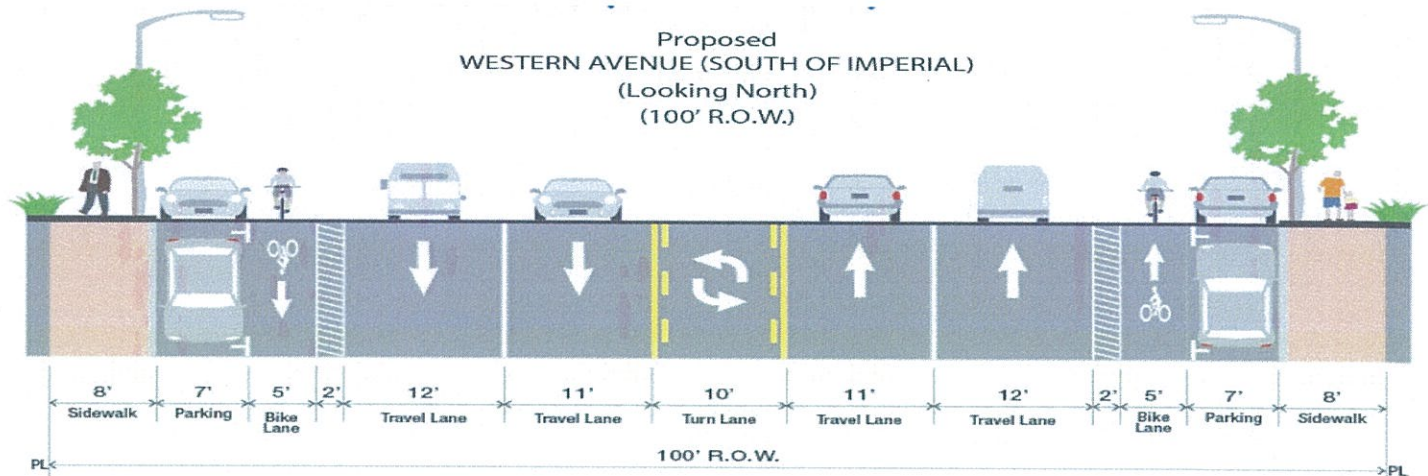 Proposed
WESTERN AVENUE (SOUTH OF IMPERIAL)
(Looking North)
(100' R.O.W.)
8' 7' 5' 2' 12' 11' 10' 11' 12' 2' 5' 7' 8'
Sidewalk Parking Bike Lane Travel Lane Travel Lane Turn Lane Travel Lane Travel Lane Bike Lane Parking Sidewalk
PL 100' R.O.W. PL